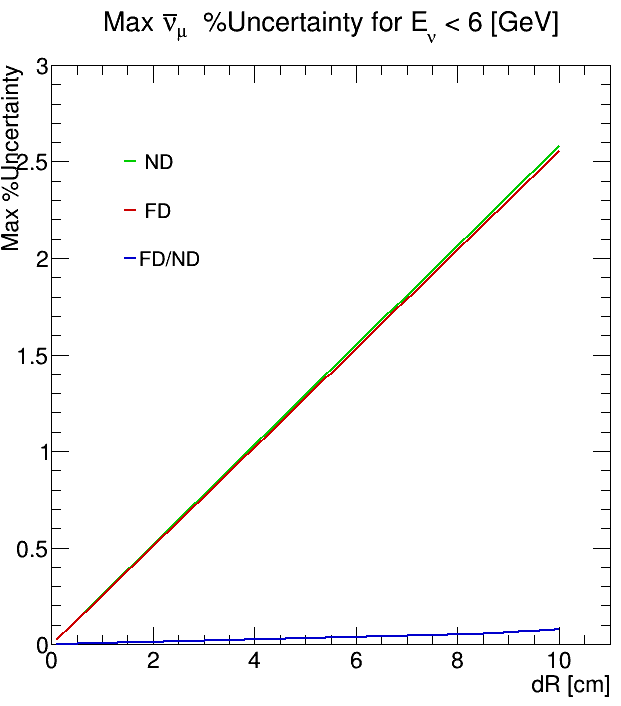 Max ν̅μ %Uncertainty for Eν < 6 [GeV]
Max %Uncertainty
3
2.5
2
1.5
1
0.5
0
ND
FD
FD/ND
0 2 4 6 8 10
dR [cm]